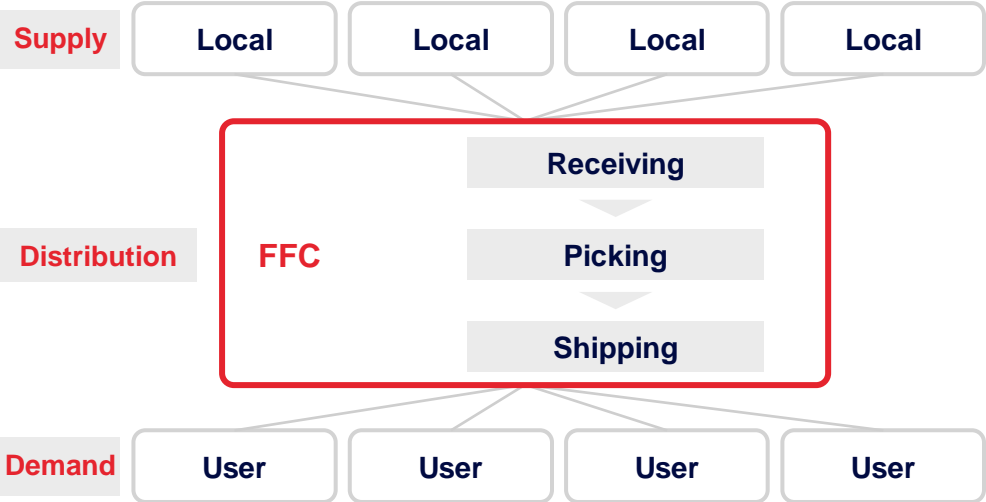 Supply
Local
Local
Local
Local
Receiving
Distribution
FFC
Picking
Shipping
Demand
User
User
User
User